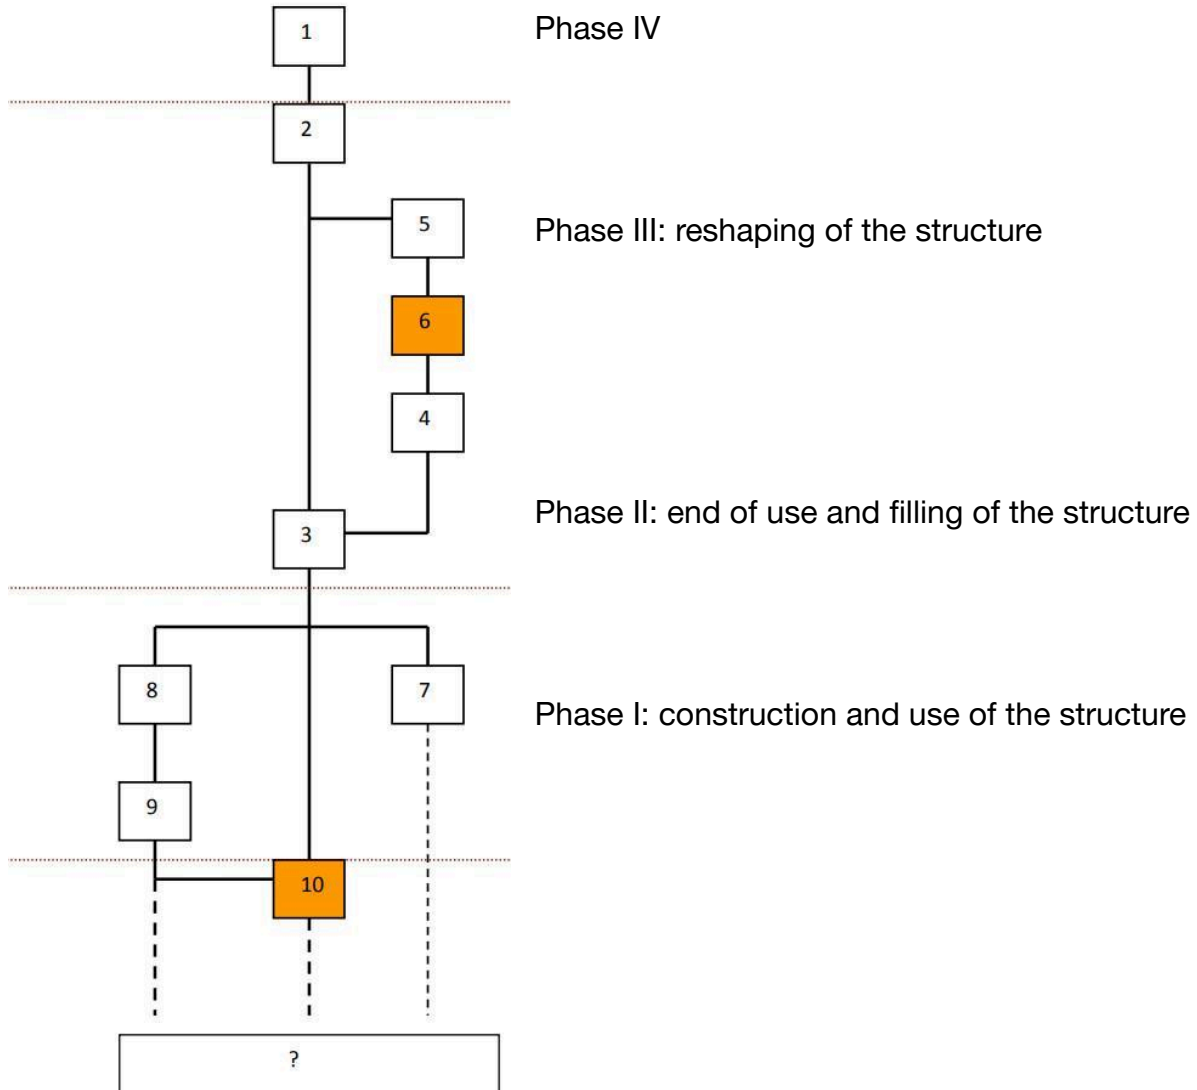 1
Phase IV
2
5
Phase III: reshaping of the structure
6
4
Phase II: end of use and filling of the structure
3
8
7
Phase I: construction and use of the structure
9
10
?